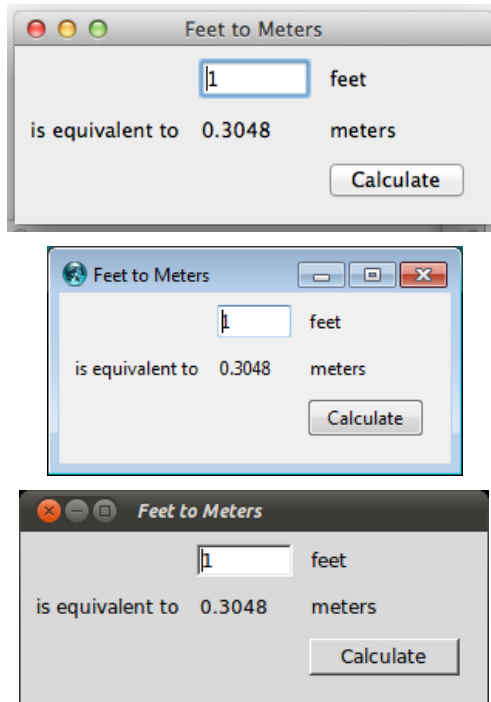 Feet to Meters
1 feet
is equivalent to 0.3048 meters
Calculate
Feet to Meters
1 feet
is equivalent to 0.3048 meters
Calculate
Feet to Meters
1 feet
is equivalent to 0.3048 meters
Calculate